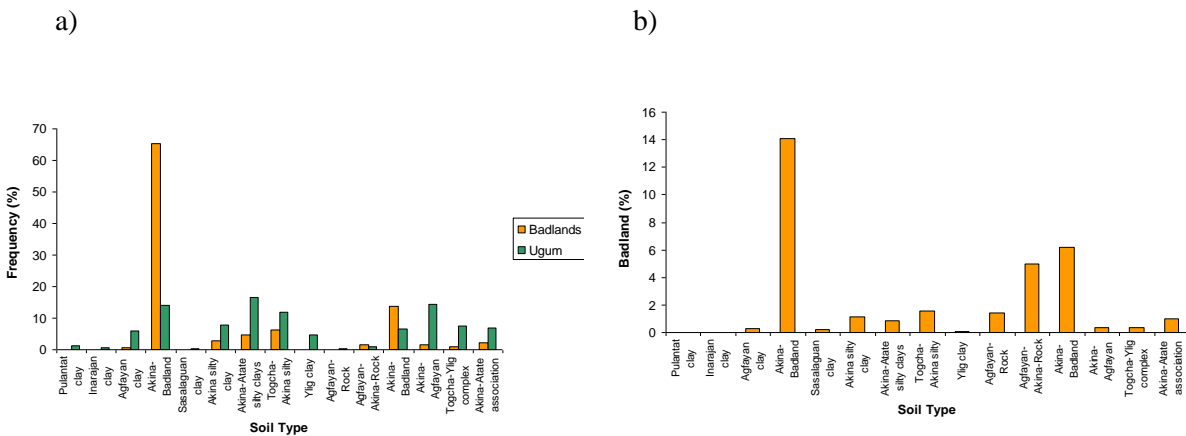 a)
70
60
50
40
30
20
10
0
Frequency (%)
Pulantat
clay
Inarajan
clay
Agfayan
clay
Akina-
Badland
Sasalaguan
clay
Akina silty
clay
Akina-Atate
silty clays
Togcha-
Akina silty
Ylig clay
Agfayan-
Rock
Agfayan-
Akina-Rock
Akina-
Badland
Akina-
Agfayan
Togcha-Ylig
complex
Akina-Atate
association
Soil Type
Badlands
Ugum
b)
16
14
12
10
8
6
4
2
0
Badland (%)
Pulantat
clay
Inarajan
clay
Agfayan
clay
Akina-
Badland
Sasalaguan
clay
Akina silty
clay
Akina-Atate
silty clays
Togcha-
Akina silty
Ylig clay
Agfayan-
Rock
Agfayan-
Akina-Rock
Akina-
Badland
Akina-
Agfayan
Togcha-Ylig
complex
Akina-Atate
association
Soil Type